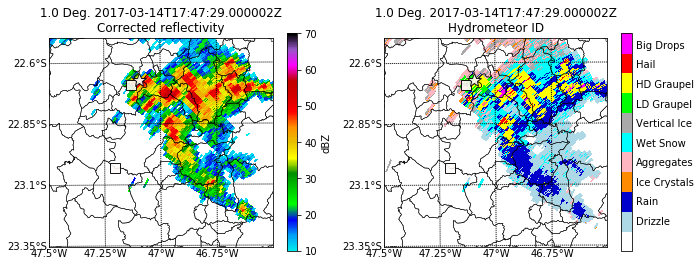 1.0 Deg. 2017-03-14T17:47:29.000002Z
Corrected reflectivity
22.6°S
22.85°S
23.1°S
23.35°S
47.5°W
47.25°W
47°W
46.75°W
70
60
50
40
30
20
10
dBZ
1.0 Deg. 2017-03-14T17:47:29.000002Z
Hydrometeor ID
22.6°S
22.85°S
23.1°S
23.35°S
47.5°W
47.25°W
47°W
46.75°W
Big Drops
Hail
HD Graupel
LD Graupel
Vertical Ice
Wet Snow
Aggregates
Ice Crystals
Rain
Drizzle